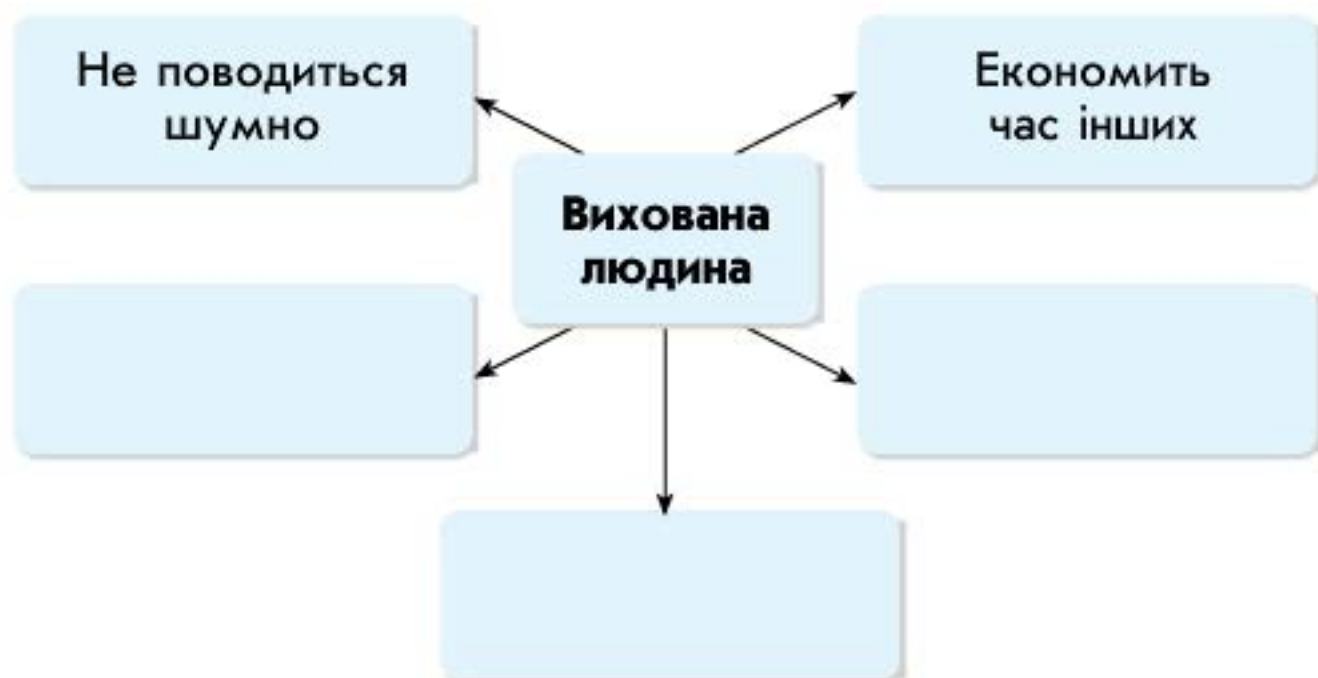 Не поводиться
шумно
Економить
час інших
Вихована
людина